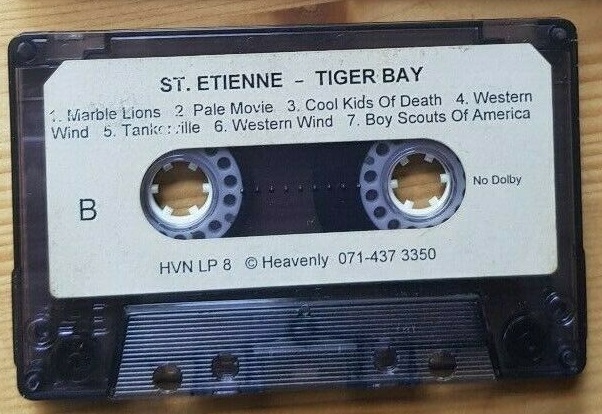 ST. ETIENNE - TIGER BAY
1. Marble Lions 2 Pale Movie 3. Cool Kids Of Death 4. Western
Wind 5. Tankerville 6. Western Wind 7. Boy Scouts Of America
No Dolby
B
HVN LP 8 © Heavenly 071-437 3350